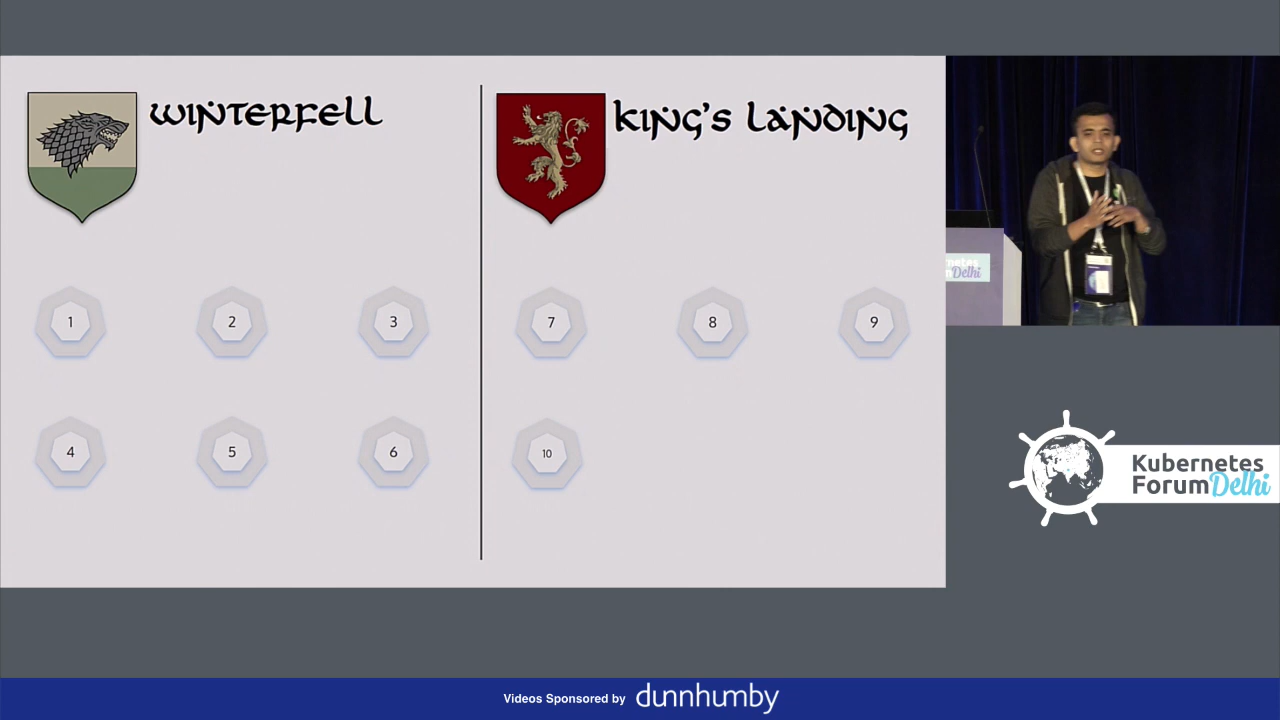 WINTERFELL
KING'S LANDING
1
2
3
4
5
6
7
8
9
10
Delhi
Kubernetes
Forum Delhi
Videos Sponsored by dunnhumby